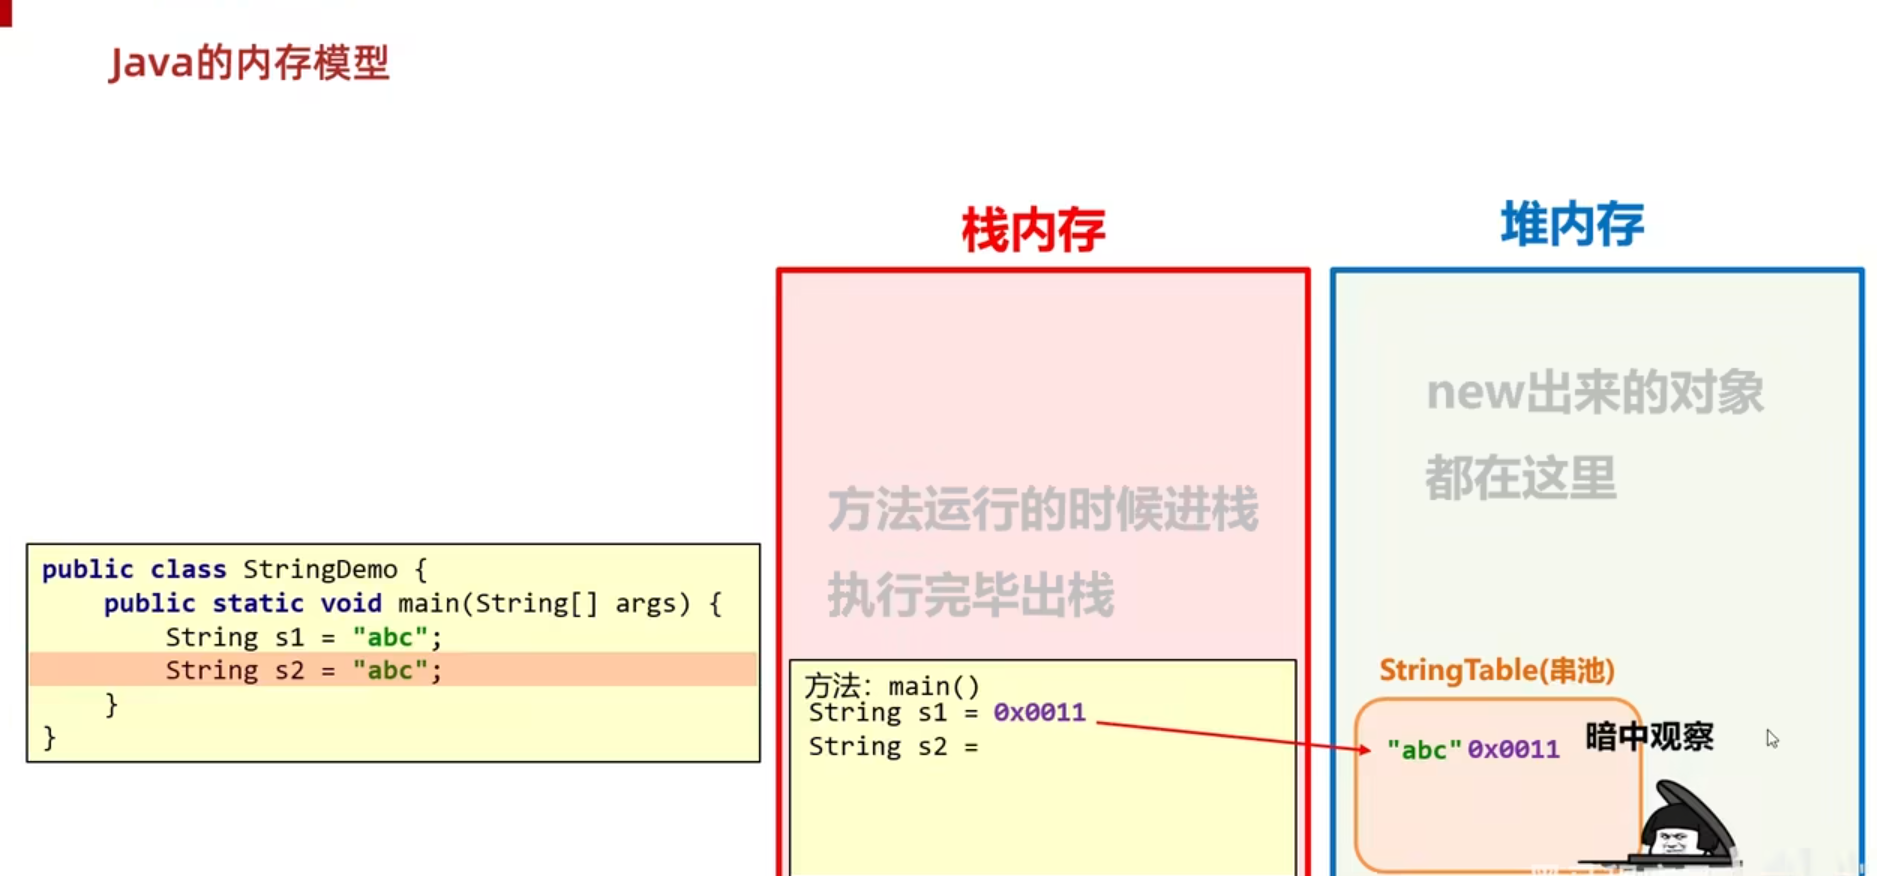 Java的内存模型
栈内存
堆内存
new出来的对象
都在这里
方法运行的时候进栈
执行完毕出栈
public class StringDemo {
    public static void main(String[] args) {
        String s1 = "abc";
        String s2 = "abc";
    }
}
方法: main()
String s1 = 0x0011
String s2 =
StringTable(串池)
"abc" 0x0011
暗中观察